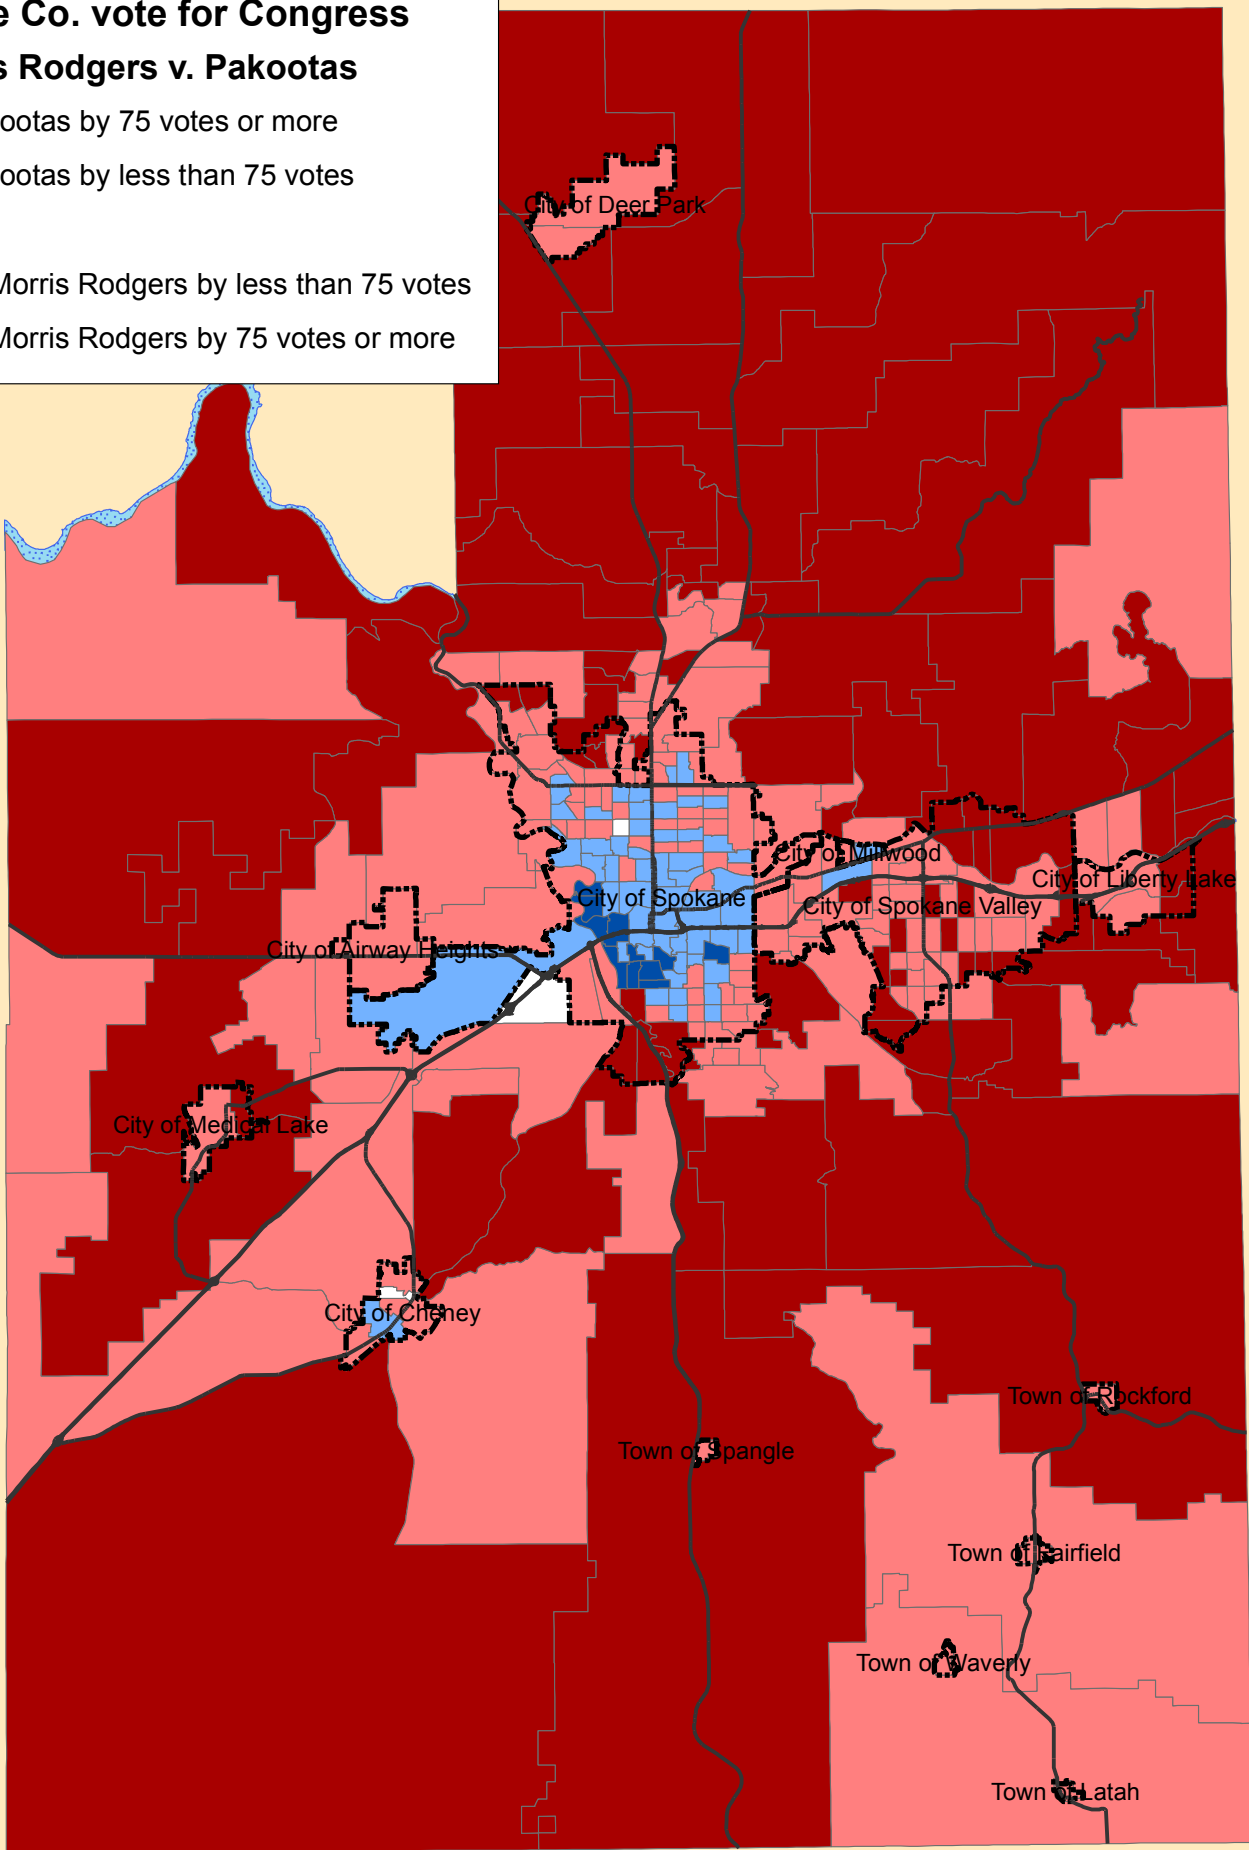 e Co. vote for Congress
s Rodgers v. Pakootas
ootas by 75 votes or more
ootas by less than 75 votes
Morris Rodgers by less than 75 votes
Morris Rodgers by 75 votes or more
City of Deer Park
City of Millwood
City of Liberty Lake
City of Spokane
City of Spokane Valley
City of Airway Heights
City of Medical Lake
City of Cheney
Town of Rockford
Town of Spangle
Town of Fairfield
Town of Waverly
Town of Latah